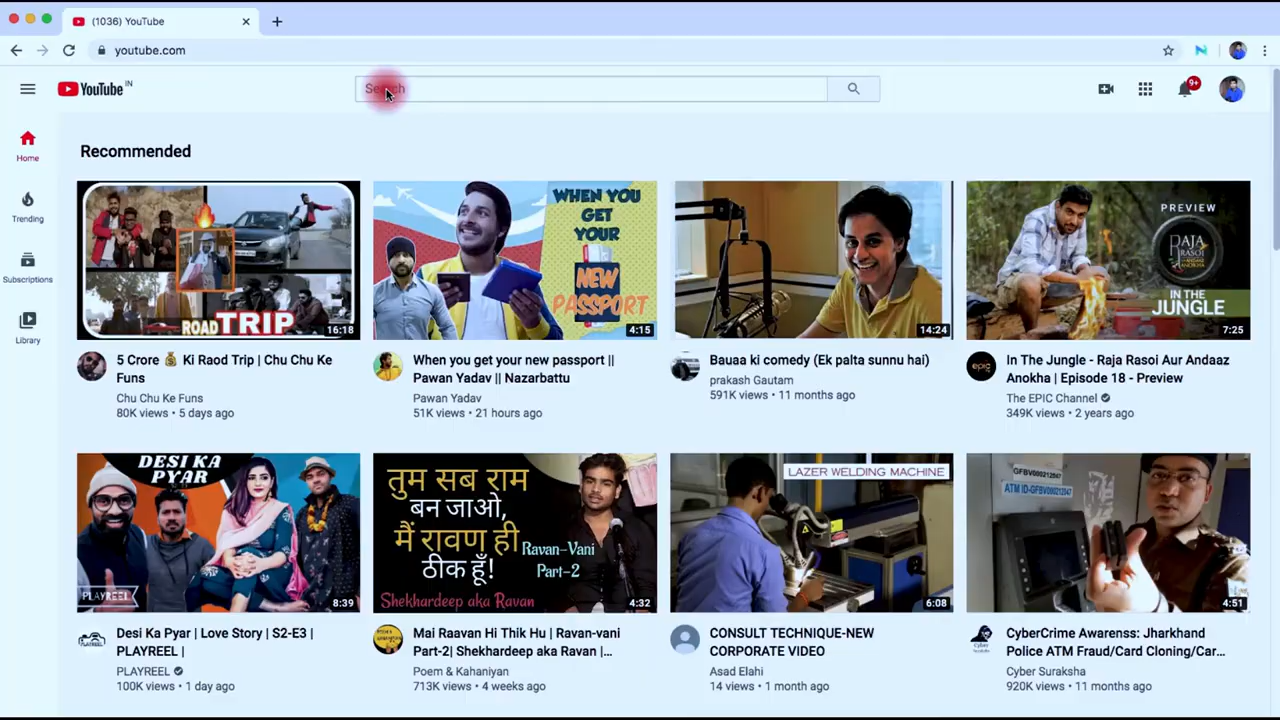 (1036) YouTube
youtube.com
YouTube IN
Search
9+
Home
Trending
Subscriptions
Library
Recommended
ROAD TRIP
16:18
5 Crore 💰 Ki Raod Trip | Chu Chu Ke
Funs
Chu Chu Ke Funs
80K views • 5 days ago
WHEN YOU
GET
YOUR
NEW
PASSPORT
4:15
When you get your new passport ||
Pawan Yadav || Nazarbattu
Pawan Yadav
51K views • 21 hours ago
14:24
Bauaa ki comedy (Ek palta sunnu hai)
prakash Gautam
591K views • 11 months ago
PREVIEW
RAJA
RASOI
IN THE
JUNGLE
7:25
epic
In The Jungle - Raja Rasoi Aur Andaaz
Anokha | Episode 18 - Preview
The EPIC Channel
349K views • 2 years ago
DESI KA
PYAR
PLAYREEL
8:39
Desi Ka Pyar | Love Story | S2-E3 |
PLAYREEL |
PLAYREEL
100K views • 1 day ago
तुम सब राम
बन जाओ,
मैं रावण ही
ठीक हूँ!
Ravan-Vani
Part-2
Shekhardeep aka Ravan
4:32
Mai Raavan Hi Thik Hu | Ravan-vani
Part-2| Shekhardeep aka Ravan |...
Poem & Kahaniyan
713K views • 4 weeks ago
LAZER WELDING MACHINE
6:08
CONSULT TECHNIQUE-NEW
CORPORATE VIDEO
Asad Elahi
14 views • 1 month ago
GFBV000212647
ATM ID-GFBV000212647
4:51
CyberCrime Awarenss: Jharkhand
Police ATM Fraud/Card Cloning/Car...
Cyber Suraksha
920K views • 11 months ago